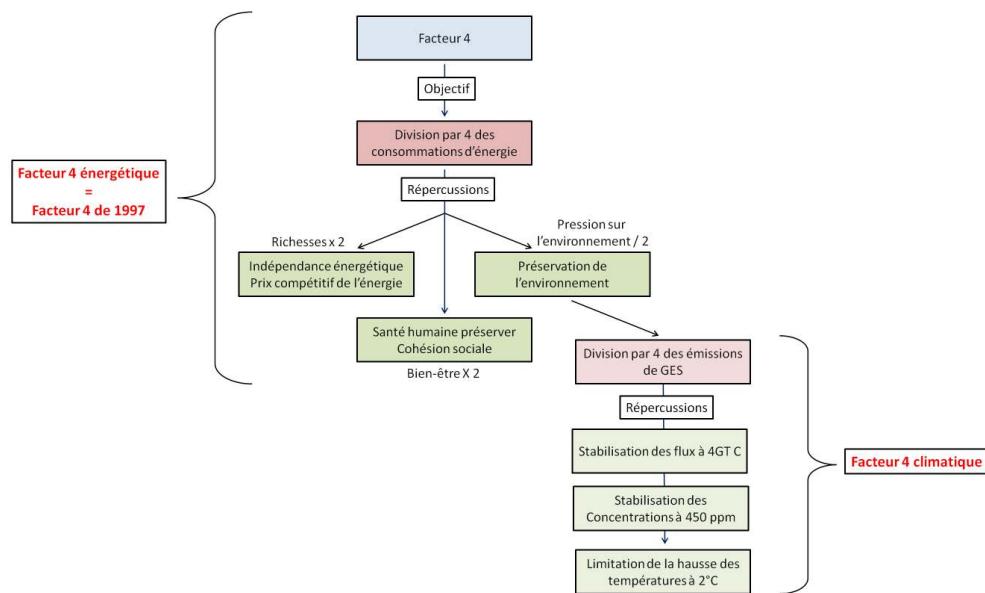 Facteur 4
Objectif
Division par 4 des
consommations d'énergie
Facteur 4 énergétique
=
Facteur 4 de 1997
Répercussions
Richesses x 2
Pression sur
l'environnement / 2
Indépendance énergétique
Prix compétitif de l'énergie
Préservation de
l'environnement
Santé humaine préserver
Cohésion sociale
Bien-être X 2
Division par 4 des émissions
de GES
Répercussions
Stabilisation des flux à 4GT C
Facteur 4 climatique
Stabilisation des
Concentrations à 450 ppm
Limitation de la hausse des
températures à 2°C